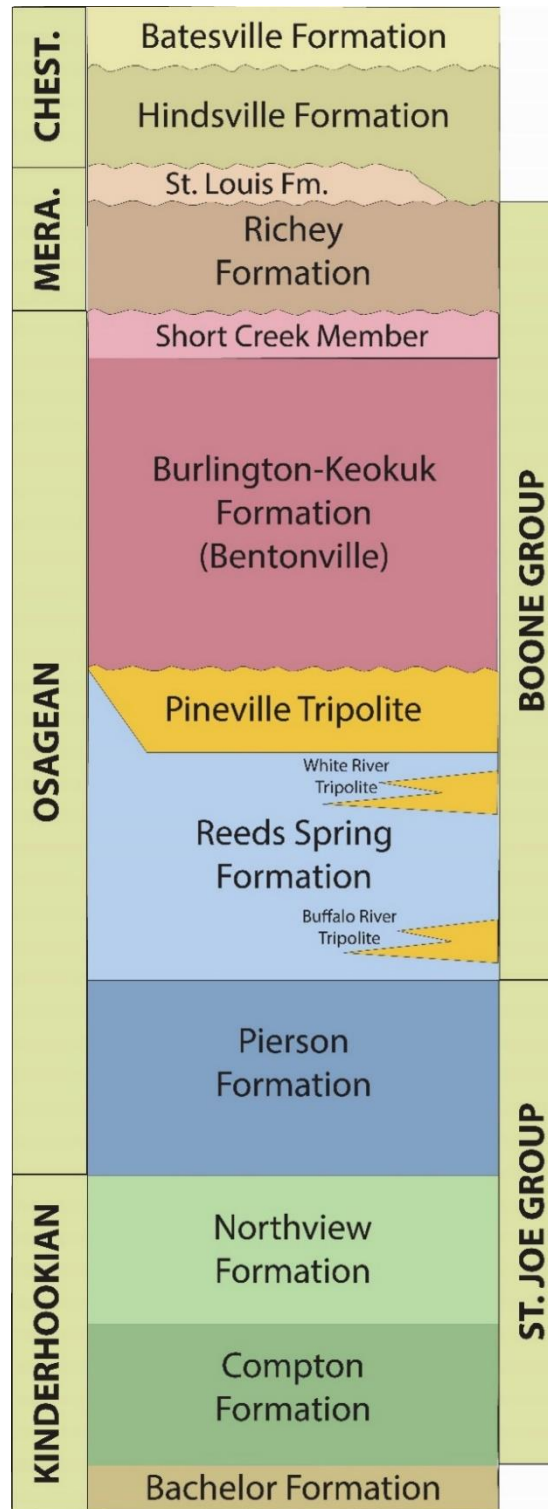 CHEST.
MERA.
OSAGEAN
KINDERHOOKIAN
Batesville Formation
Hindsville Formation
St. Louis Fm.
Richey
Formation
Short Creek Member
Burlington-Keokuk
Formation
(Bentonville)
Pineville Tripolite
White River
Tripolite
Reeds Spring
Formation
Buffalo River
Tripolite
Pierson
Formation
Northview
Formation
Compton
Formation
Bachelor Formation
BOONE GROUP
ST. JOE GROUP